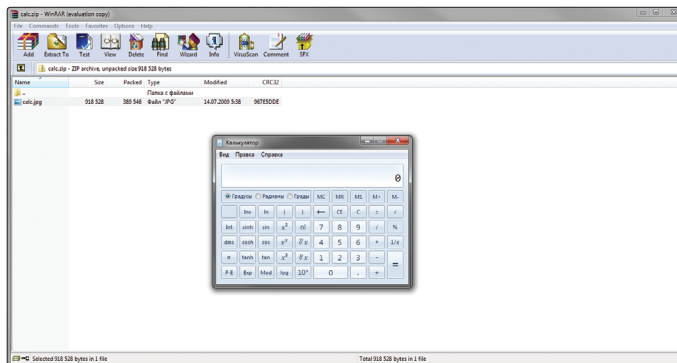 calc.zip - WinRAR (evaluation copy)
File Commands Tools Favorites Options Help
Add Extract To Test View Delete Find Wizard Info VirusScan Comment SFX
calc.zip - ZIP archive, unpacked size 918 528 bytes
Name Size Packed Type Modified CRC32
.. Папка с файлами
calc.jpg 918 528 389 546 Файл "JPG" 14.07.2009 5:38 967E5DDE
Калькулятор
Вид Правка Справка
0
Градусы Радианы Грады MC MR MS M+ M-
Inv ln ( ) ← CE C ± √
Int sinh sin x² n! 7 8 9 / %
dms cosh cos xʸ ʸ√x 4 5 6 * 1/x
π tanh tan x³ ³√x 1 2 3 - =
F-E Exp Mod log 10ˣ 0 , +
Selected 918 528 bytes in 1 file Total 918 528 bytes in 1 file